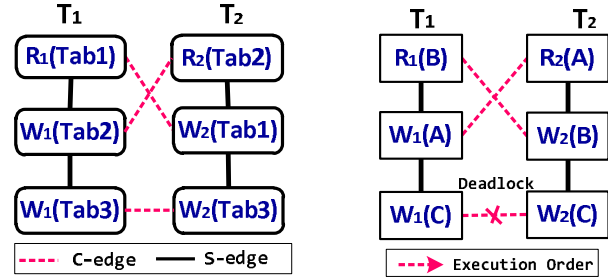 T1 T2
R1(Tab1) R2(Tab2)
W1(Tab2) W2(Tab1)
W1(Tab3) W2(Tab3)
C-edge S-edge
T1 T2
R1(B) R2(A)
W1(A) W2(B)
Deadlock
W1(C) W2(C)
Execution Order